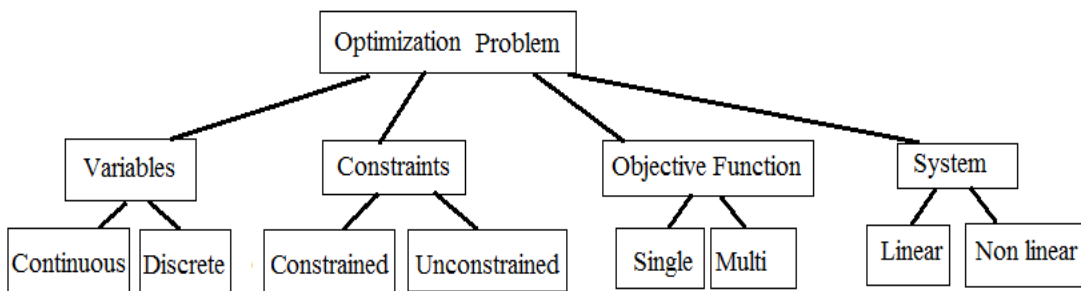 Optimization Problem
Variables
Constraints
Objective Function
System
Continuous
Discrete
Constrained
Unconstrained
Single
Multi
Linear
Non linear